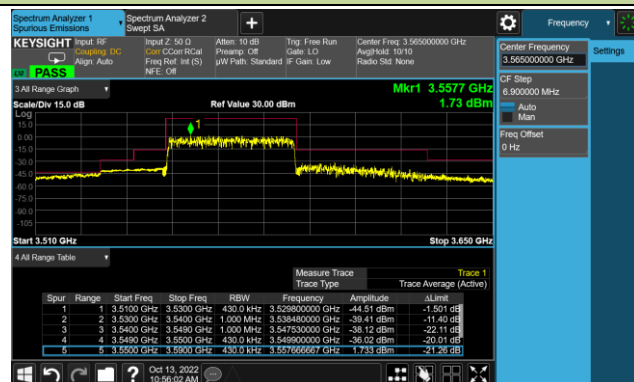 Spectrum Analyzer 1
Spurious Emissions
Spectrum Analyzer 2
Swept SA
Frequency
KEYSIGHT
Input: RF
Coupling: DC
Align: Auto
Input Z: 50 Ω
Corr CCorr RCal
Freq Ref: Int (S)
NFE: Off
Atten: 10 dB
Preamp: Off
µW Path: Standard
Trig: Free Run
Gate: LO
IF Gain: Low
Center Freq: 3.565000000 GHz
Avg|Hold: 10/10
Radio Std: None
PASS
Center Frequency
3.565000000 GHz
Settings
CF Step
6.900000 MHz
Auto
Man
Freq Offset
0 Hz
3 All Range Graph
Mkr1 3.5577 GHz
Scale/Div 15.0 dB
Ref Value 30.00 dBm
1.73 dBm
Log
15.0
0.00
-15.0
-30.0
-45.0
-60.0
-75.0
-90.0
-105
1
Start 3.510 GHz
Stop 3.650 GHz
4 All Range Table
Measure Trace Trace 1
Trace Type Trace Average (Active)
Spur Range Start Freq Stop Freq RBW Frequency Amplitude ΔLimit
1 1 3.5100 GHz 3.5300 GHz 430.0 kHz 3.529800000 GHz -44.51 dBm -1.501 dB
2 2 3.5300 GHz 3.5400 GHz 1.000 MHz 3.538480000 GHz -39.41 dBm -11.40 dB
3 3 3.5400 GHz 3.5490 GHz 1.000 MHz 3.547530000 GHz -38.12 dBm -22.11 dB
4 4 3.5490 GHz 3.5500 GHz 430.0 kHz 3.549900000 GHz -36.02 dBm -20.01 dB
5 5 3.5500 GHz 3.5900 GHz 430.0 kHz 3.557666667 GHz 1.733 dBm -21.26 dB
Oct 13, 2022
10:56:02 AM